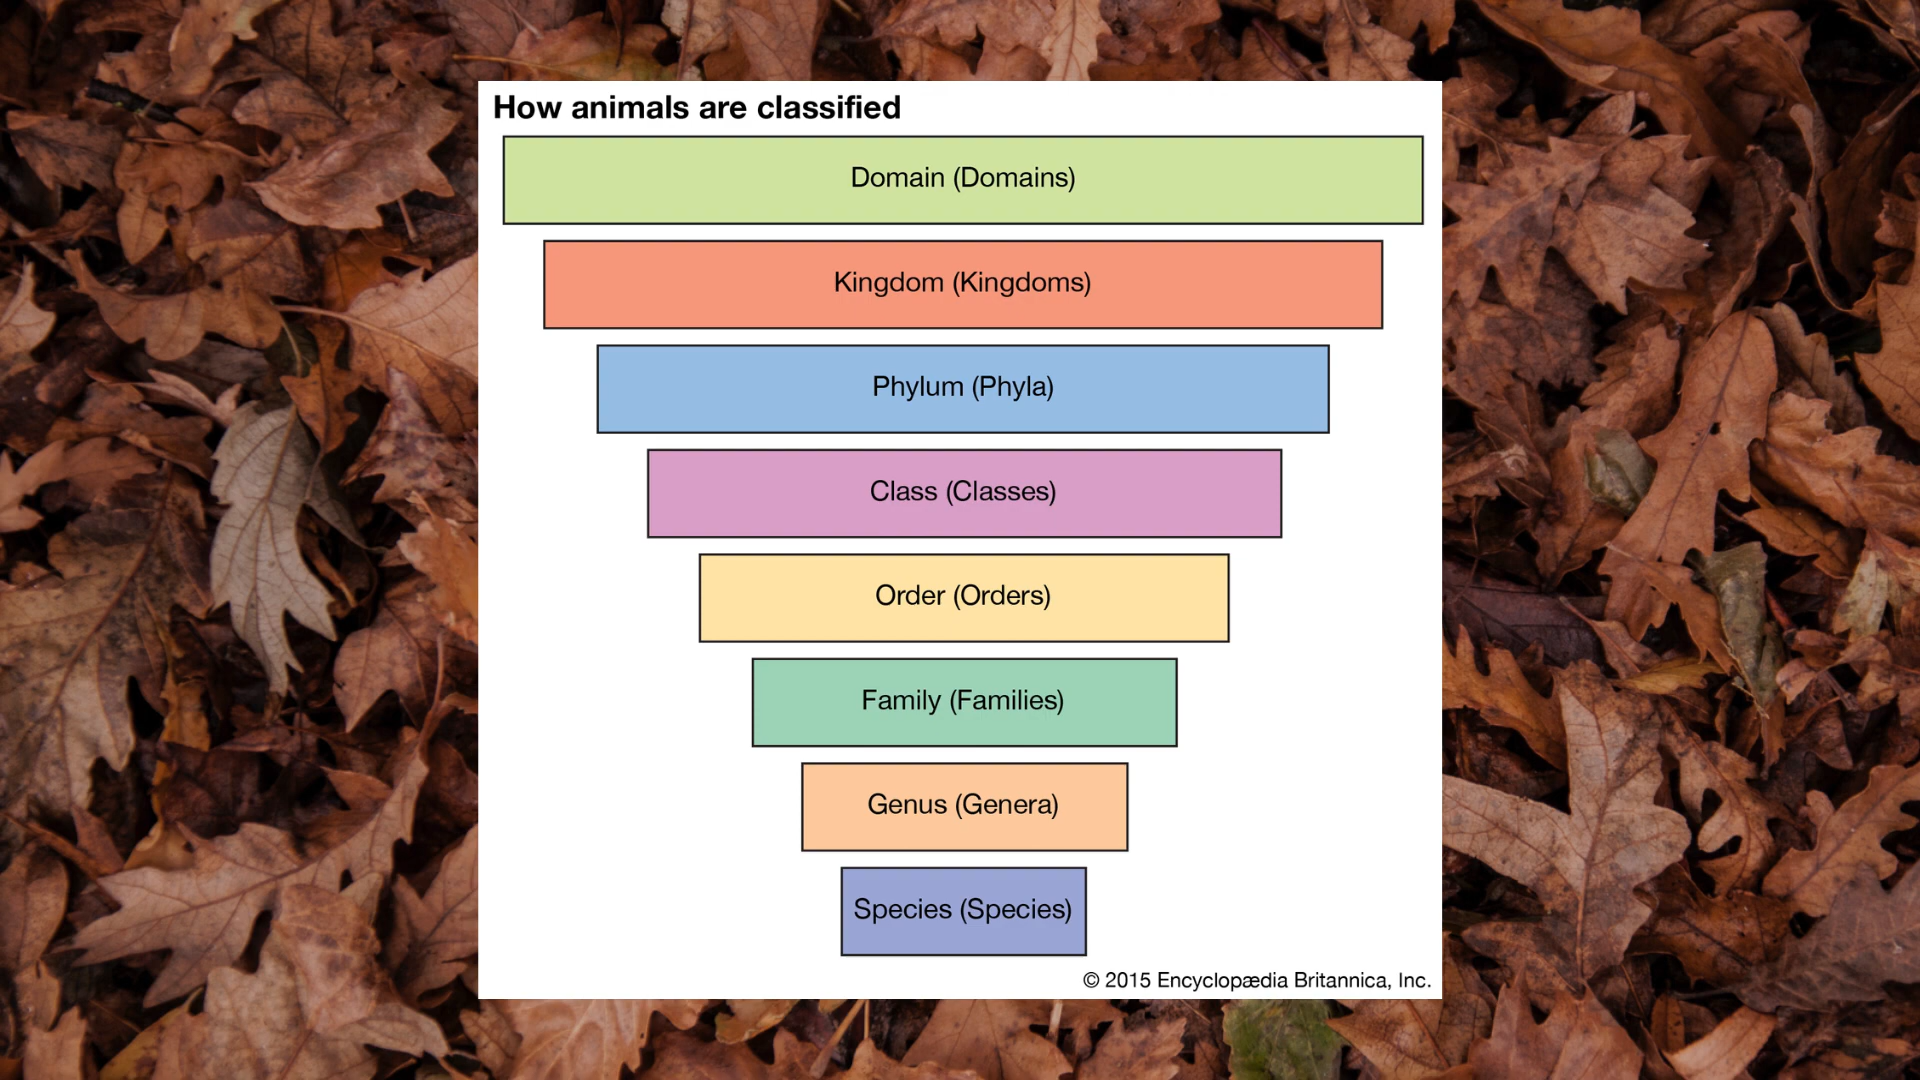 How animals are classified
Domain (Domains)
Kingdom (Kingdoms)
Phylum (Phyla)
Class (Classes)
Order (Orders)
Family (Families)
Genus (Genera)
Species (Species)
© 2015 Encyclopædia Britannica, Inc.